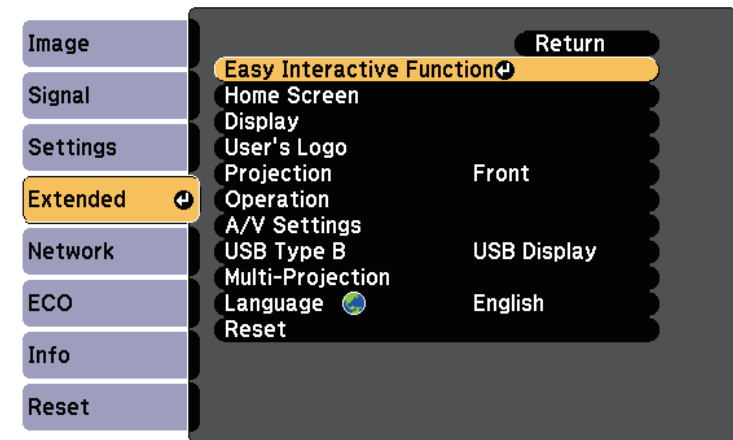 Image
Signal
Settings
Extended
Network
ECO
Info
Reset
Return
Easy Interactive Function
Home Screen
Display
User's Logo
Projection Front
Operation
A/V Settings
USB Type B USB Display
Multi-Projection
Language English
Reset